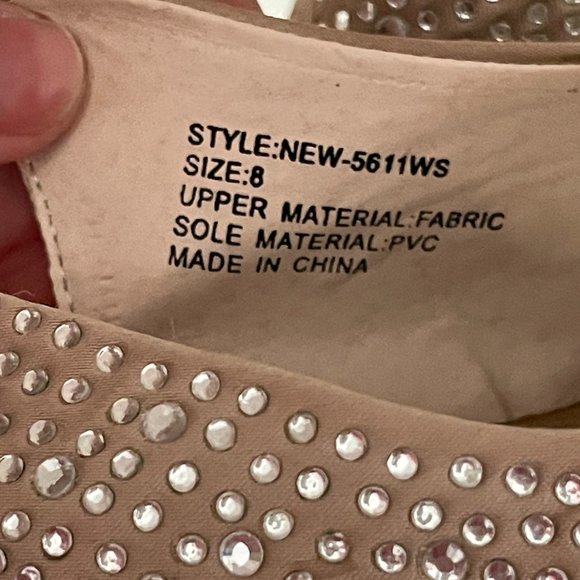 STYLE:NEW-5611WS
SIZE:8
UPPER MATERIAL:FABRIC
SOLE MATERIAL:PVC
MADE IN CHINA